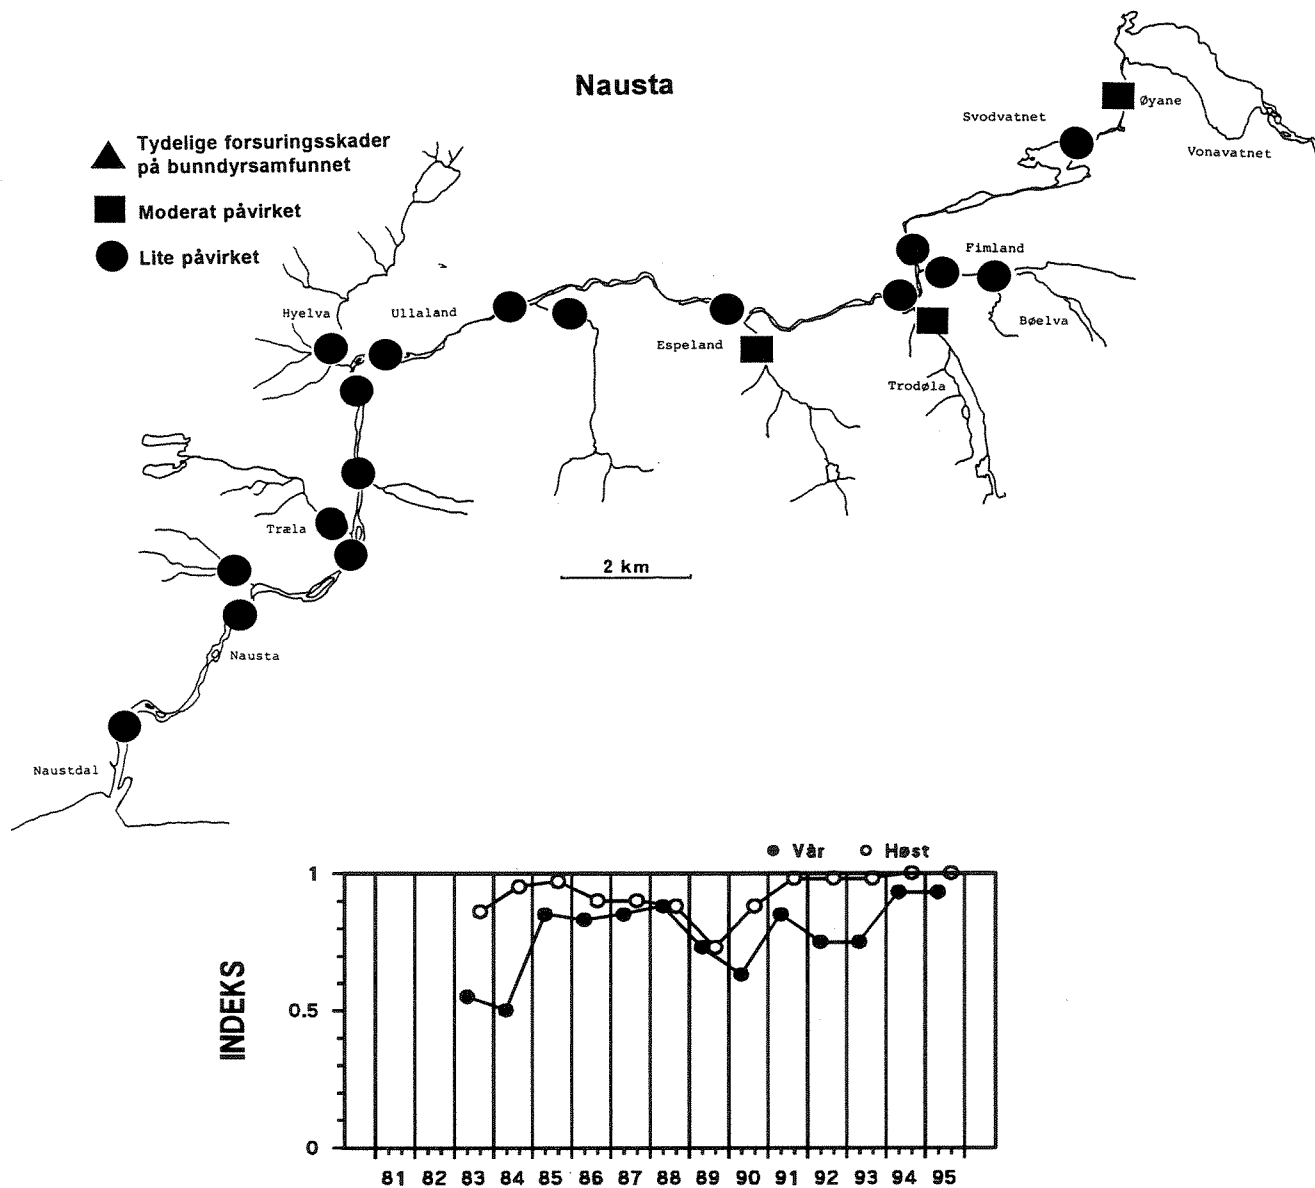 Nausta
Tydelige forsuringsskader
på bunndyrsamfunnet
Moderat påvirket
Lite påvirket
Øyane
Svodvatnet
Vonavatnet
Fimland
Hyelva
Ullaland
Bøelva
Espeland
Trodøla
Træla
2 km
Nausta
Naustdal
Vår
Høst
INDEKS
1
0.5
0
81 82 83 84 85 86 87 88 89 90 91 92 93 94 95